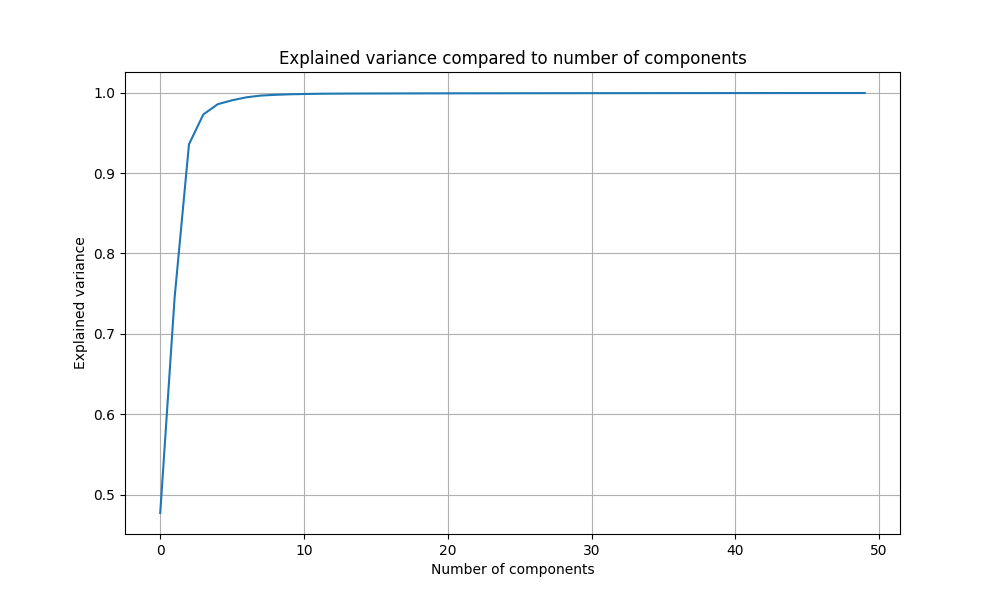 Explained variance compared to number of components
1.0
0.9
0.8
0.7
0.6
0.5
Explained variance
0 10 20 30 40 50
Number of components